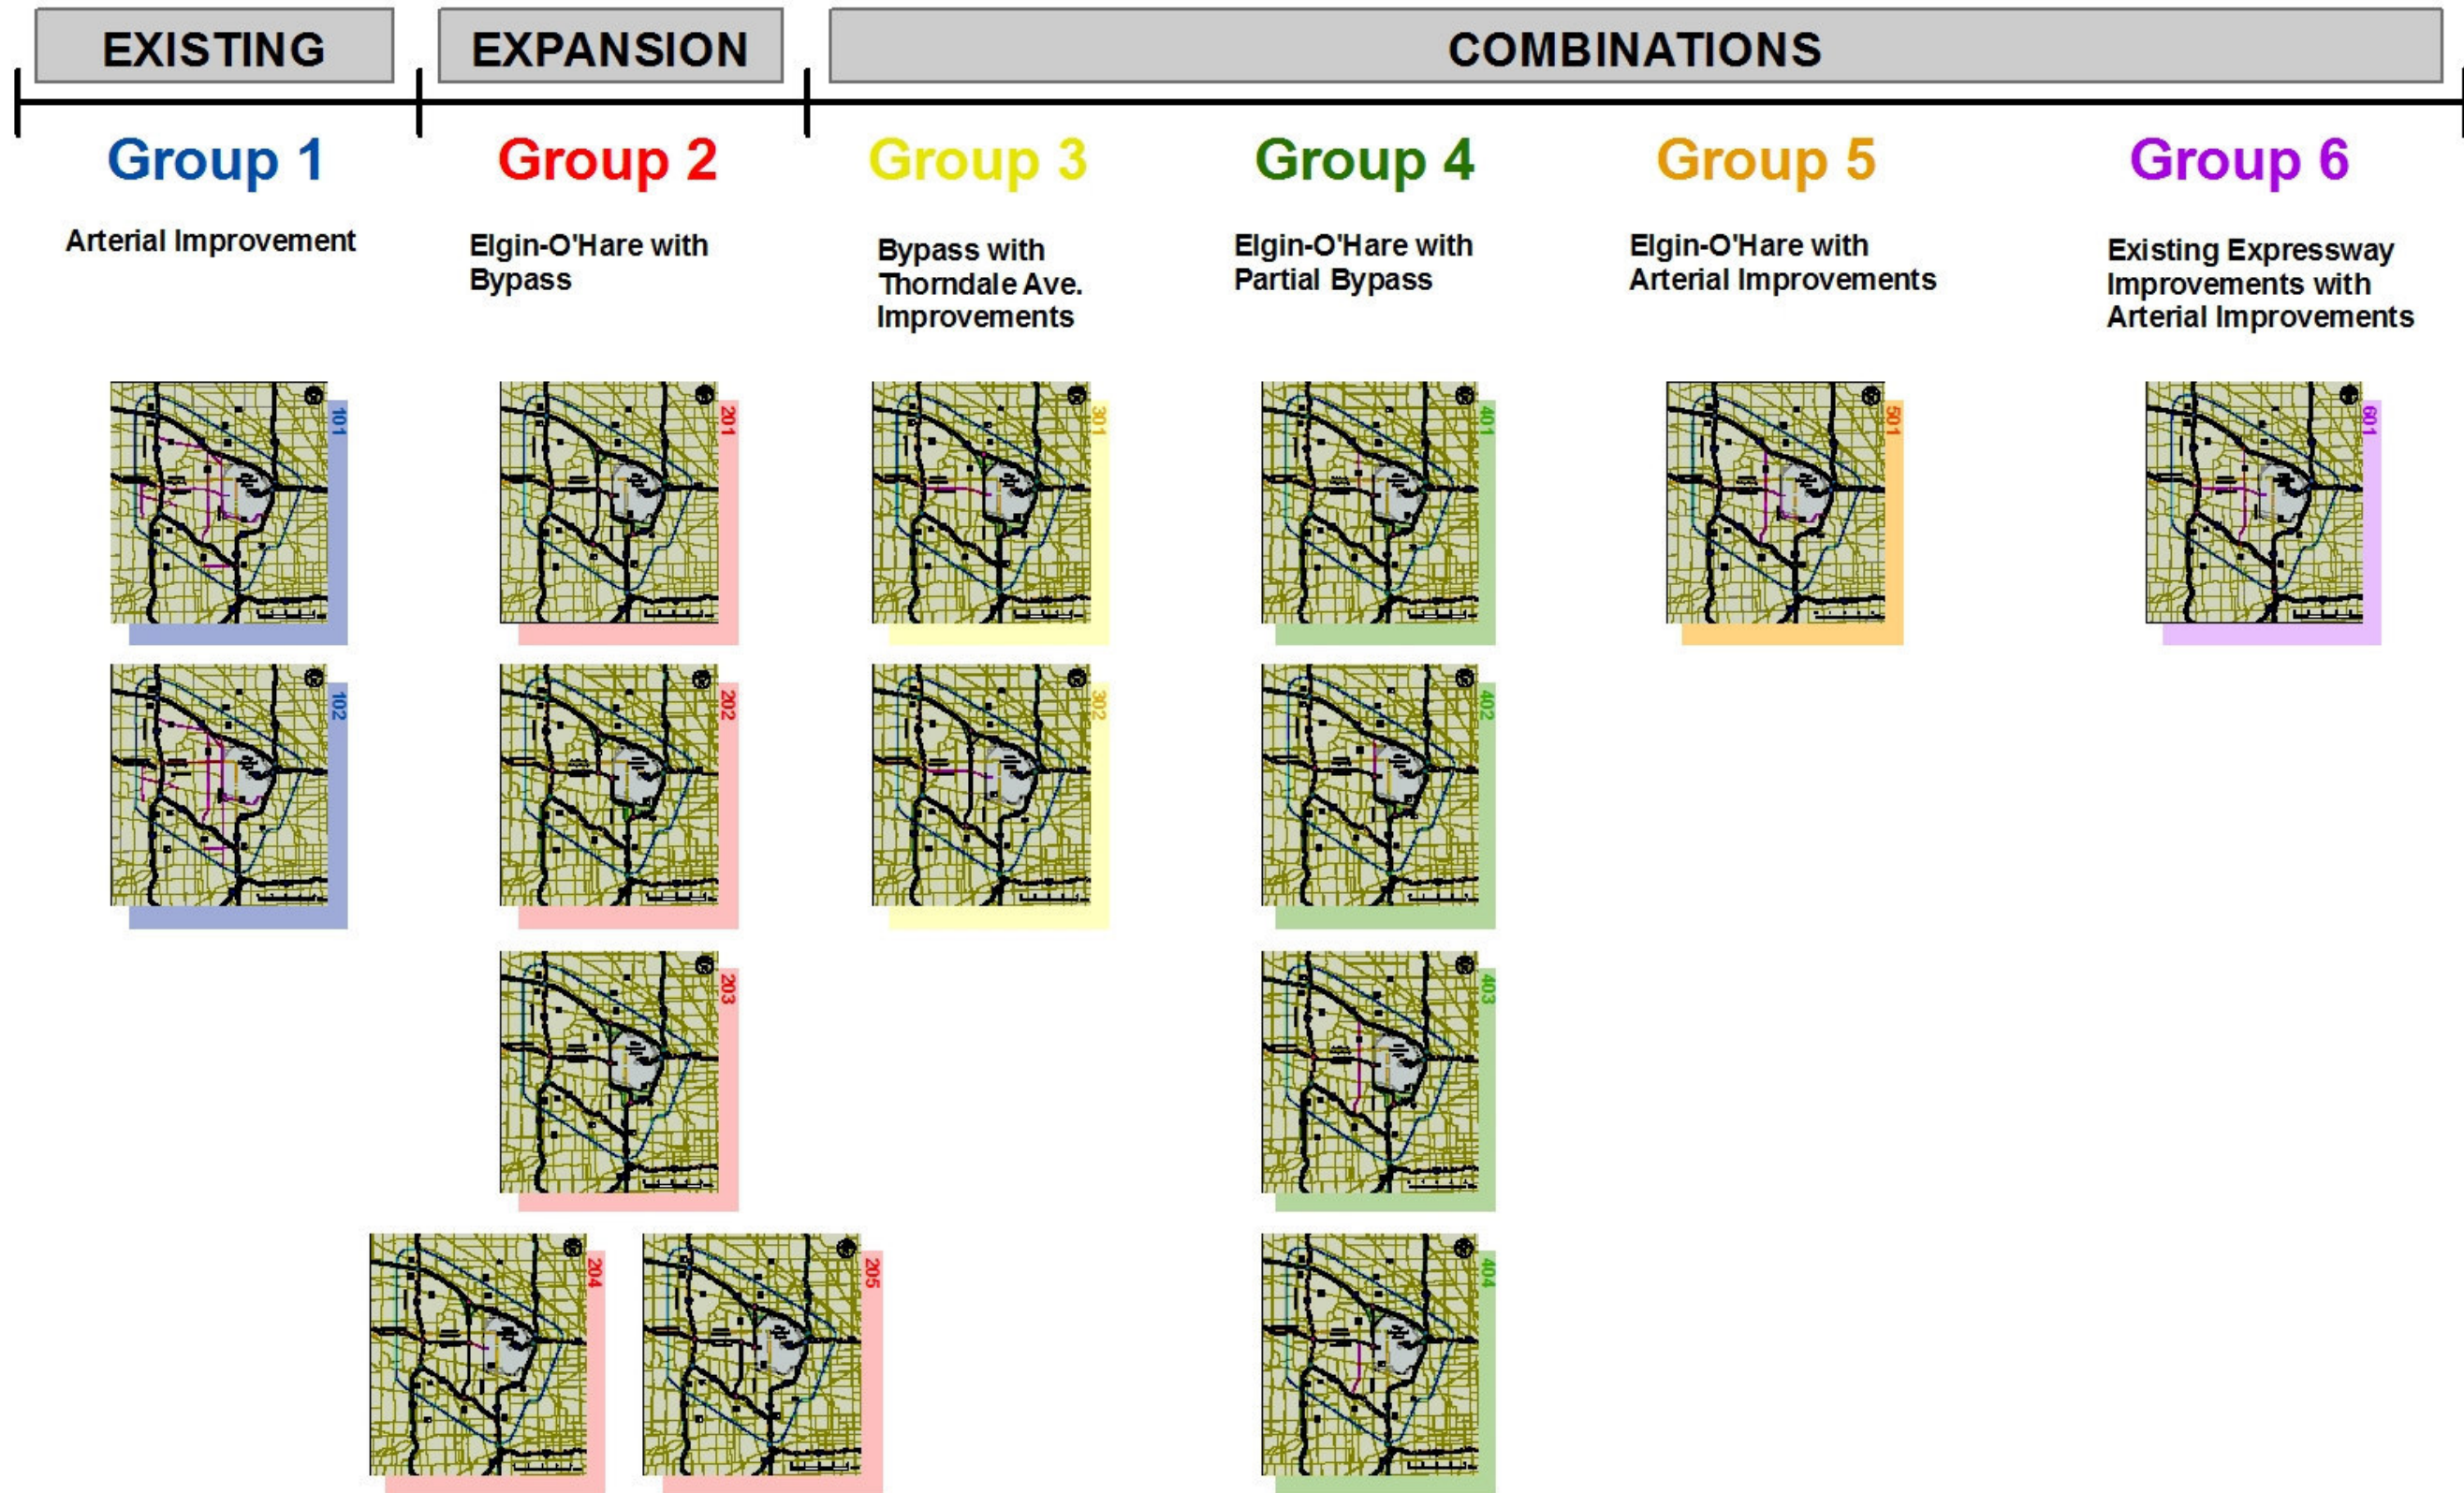 EXISTING
EXPANSION
COMBINATIONS
Group 1
Group 2
Group 3
Group 4
Group 5
Group 6
Arterial Improvement
Elgin-O'Hare with
Bypass
Bypass with
Thorndale Ave.
Improvements
Elgin-O'Hare with
Partial Bypass
Elgin-O'Hare with
Arterial Improvements
Existing Expressway
Improvements with
Arterial Improvements
101
201
301
401
501
601
102
202
302
402
203
403
204
205
404